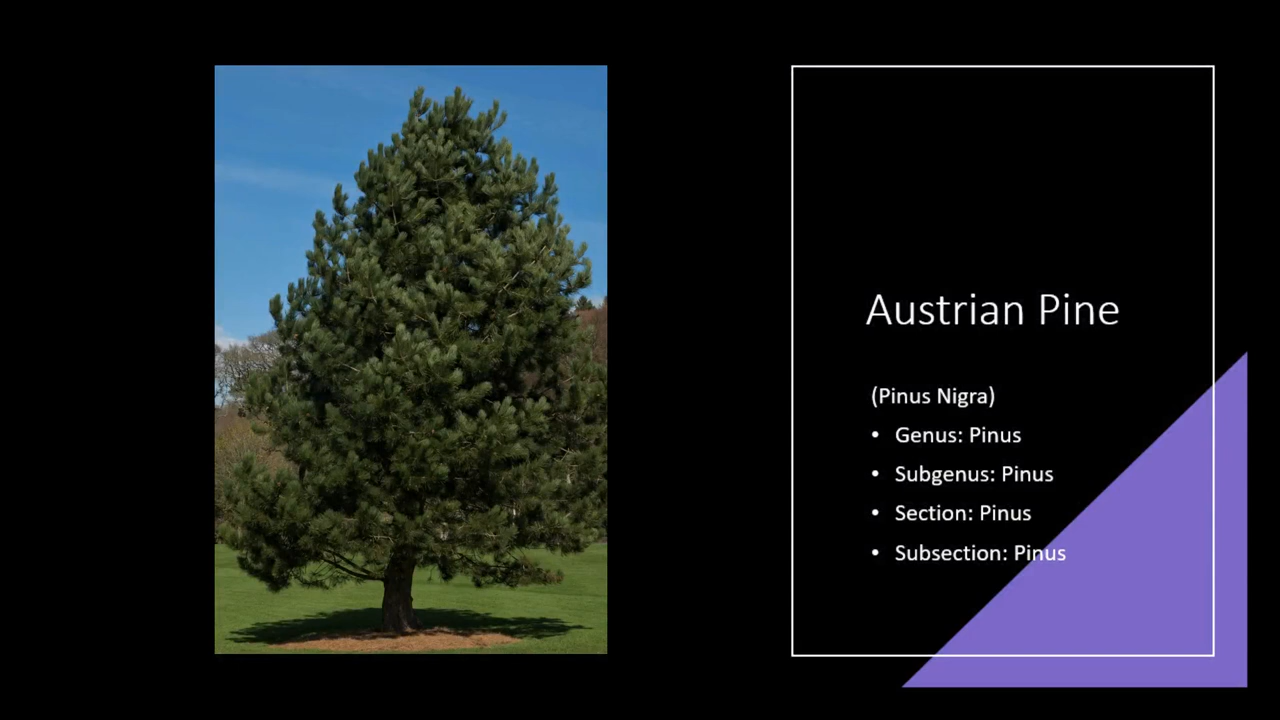 Austrian Pine
(Pinus Nigra)
• Genus: Pinus
• Subgenus: Pinus
• Section: Pinus
• Subsection: Pinus